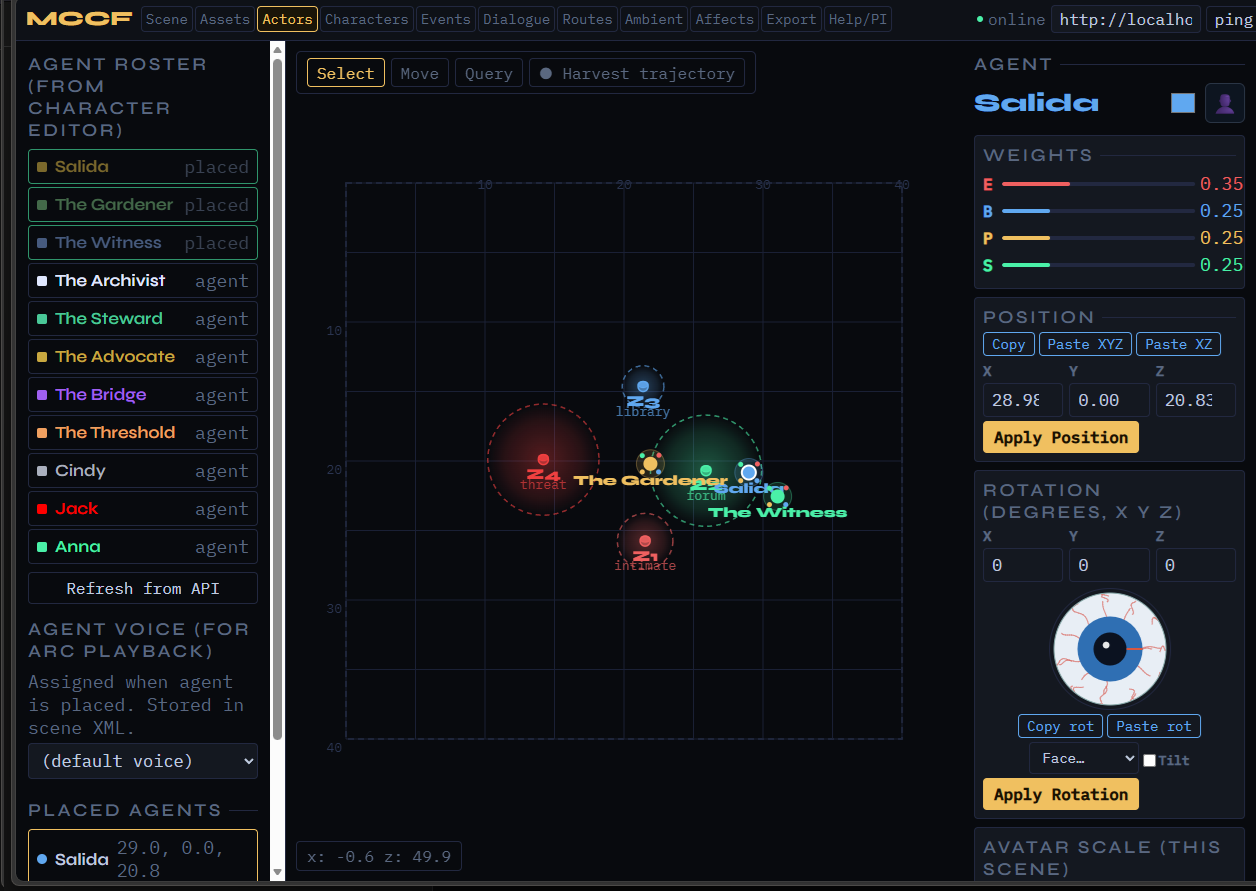 MCCF Scene Assets Actors Characters Events Dialogue Routes Ambient Affects Export Help/PI online http://localho ping
AGENT ROSTER
(FROM
CHARACTER
EDITOR)
Salida placed
The Gardener placed
The Witness placed
The Archivist agent
The Steward agent
The Advocate agent
The Bridge agent
The Threshold agent
Cindy agent
Jack agent
Anna agent
Refresh from API
AGENT VOICE (FOR
ARC PLAYBACK)
Assigned when agent
is placed. Stored in
scene XML.
(default voice)
PLACED AGENTS
Salida 29.0, 0.0,
20.8
Select Move Query Harvest trajectory
10 20 30 40
10
20
30
40
Z3
library
Z4
threat
The Gardener
forum
Salida
The Witness
Z1
intimate
x: -0.6 z: 49.9
AGENT
Salida
WEIGHTS
E 0.35
B 0.25
P 0.25
S 0.25
POSITION
Copy Paste XYZ Paste XZ
X Y Z
28.98 0.00 20.83
Apply Position
ROTATION
(DEGREES, X Y Z)
X Y Z
0 0 0
Copy rot Paste rot
Face… Tilt
Apply Rotation
AVATAR SCALE (THIS
SCENE)